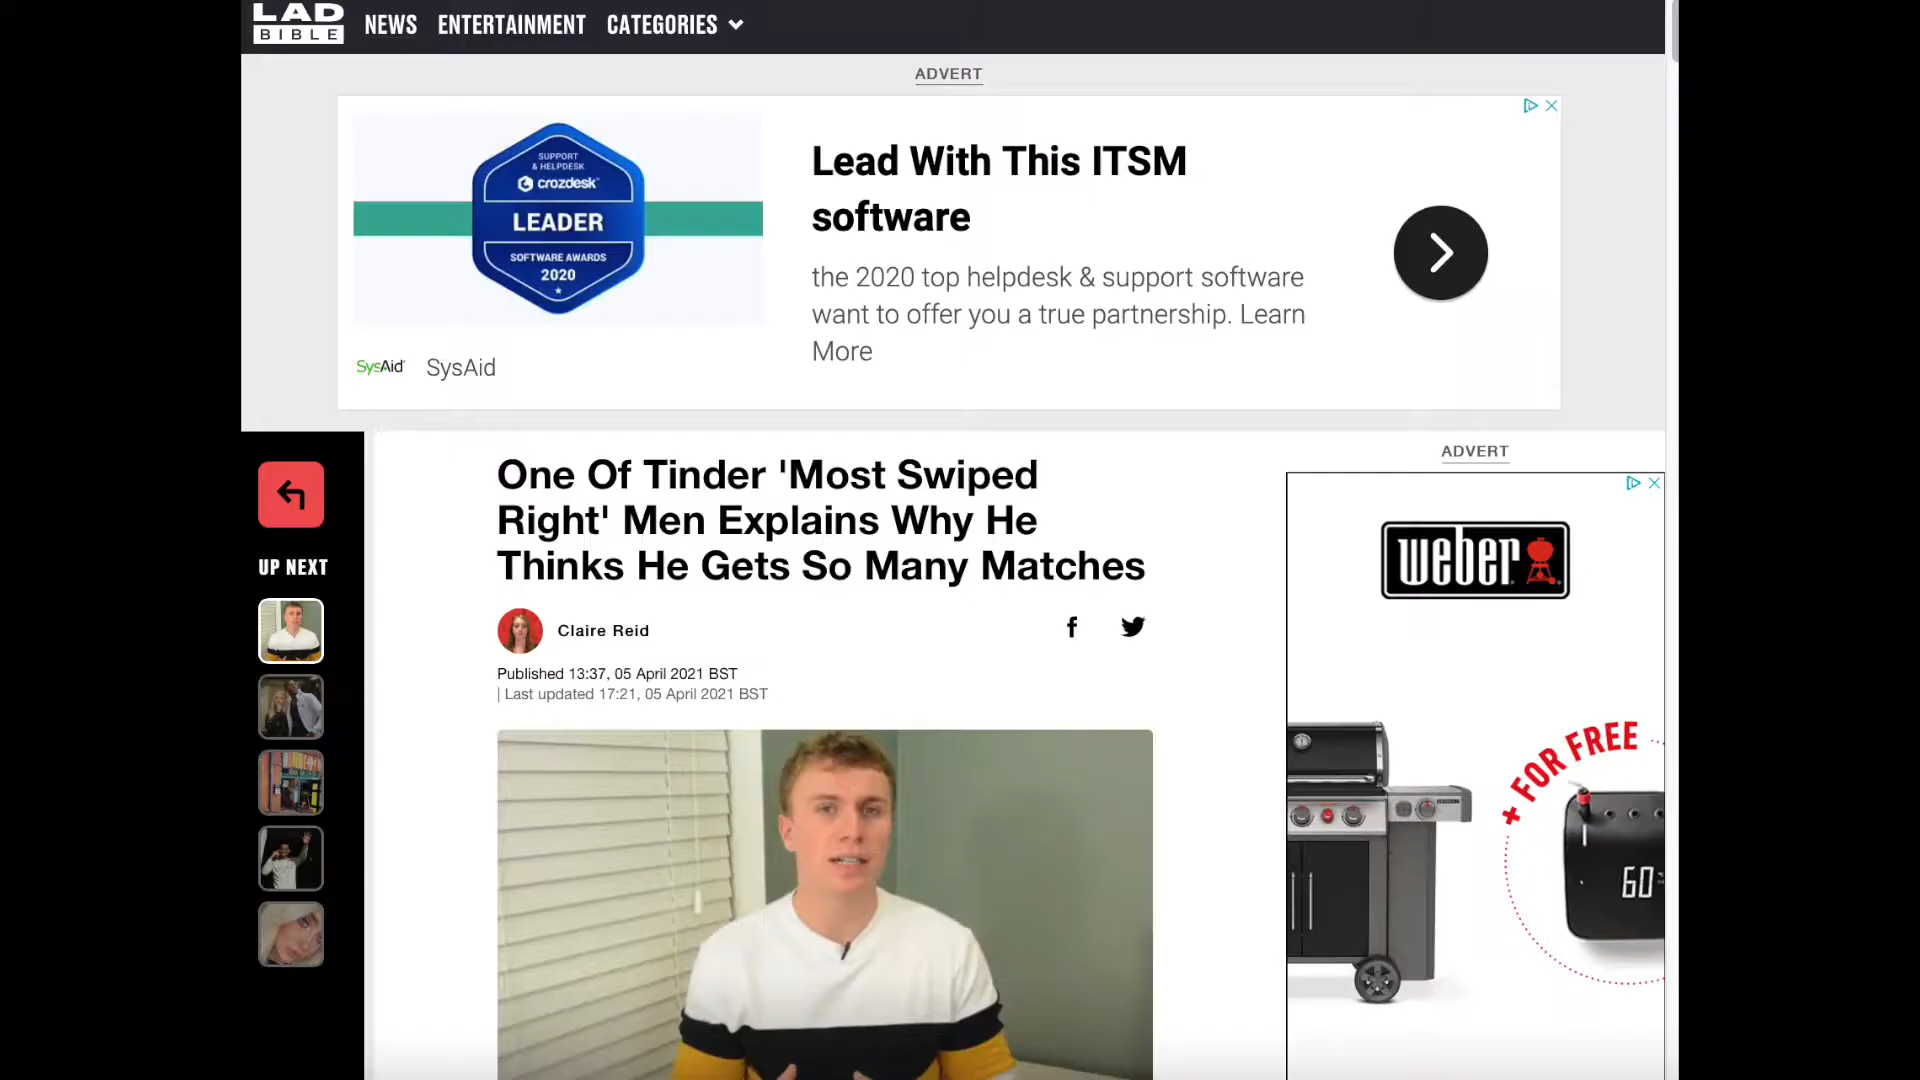 LAD
BIBLE
NEWS
ENTERTAINMENT
CATEGORIES
ADVERT
SUPPORT
& HELPDESK
crozdesk
LEADER
SOFTWARE AWARDS
2020
Lead With This ITSM
software
the 2020 top helpdesk & support software
want to offer you a true partnership. Learn
More
SysAid
SysAid
UP NEXT
One Of Tinder 'Most Swiped
Right' Men Explains Why He
Thinks He Gets So Many Matches
Claire Reid
Published 13:37, 05 April 2021 BST
| Last updated 17:21, 05 April 2021 BST
ADVERT
weber
+ FOR FREE
60